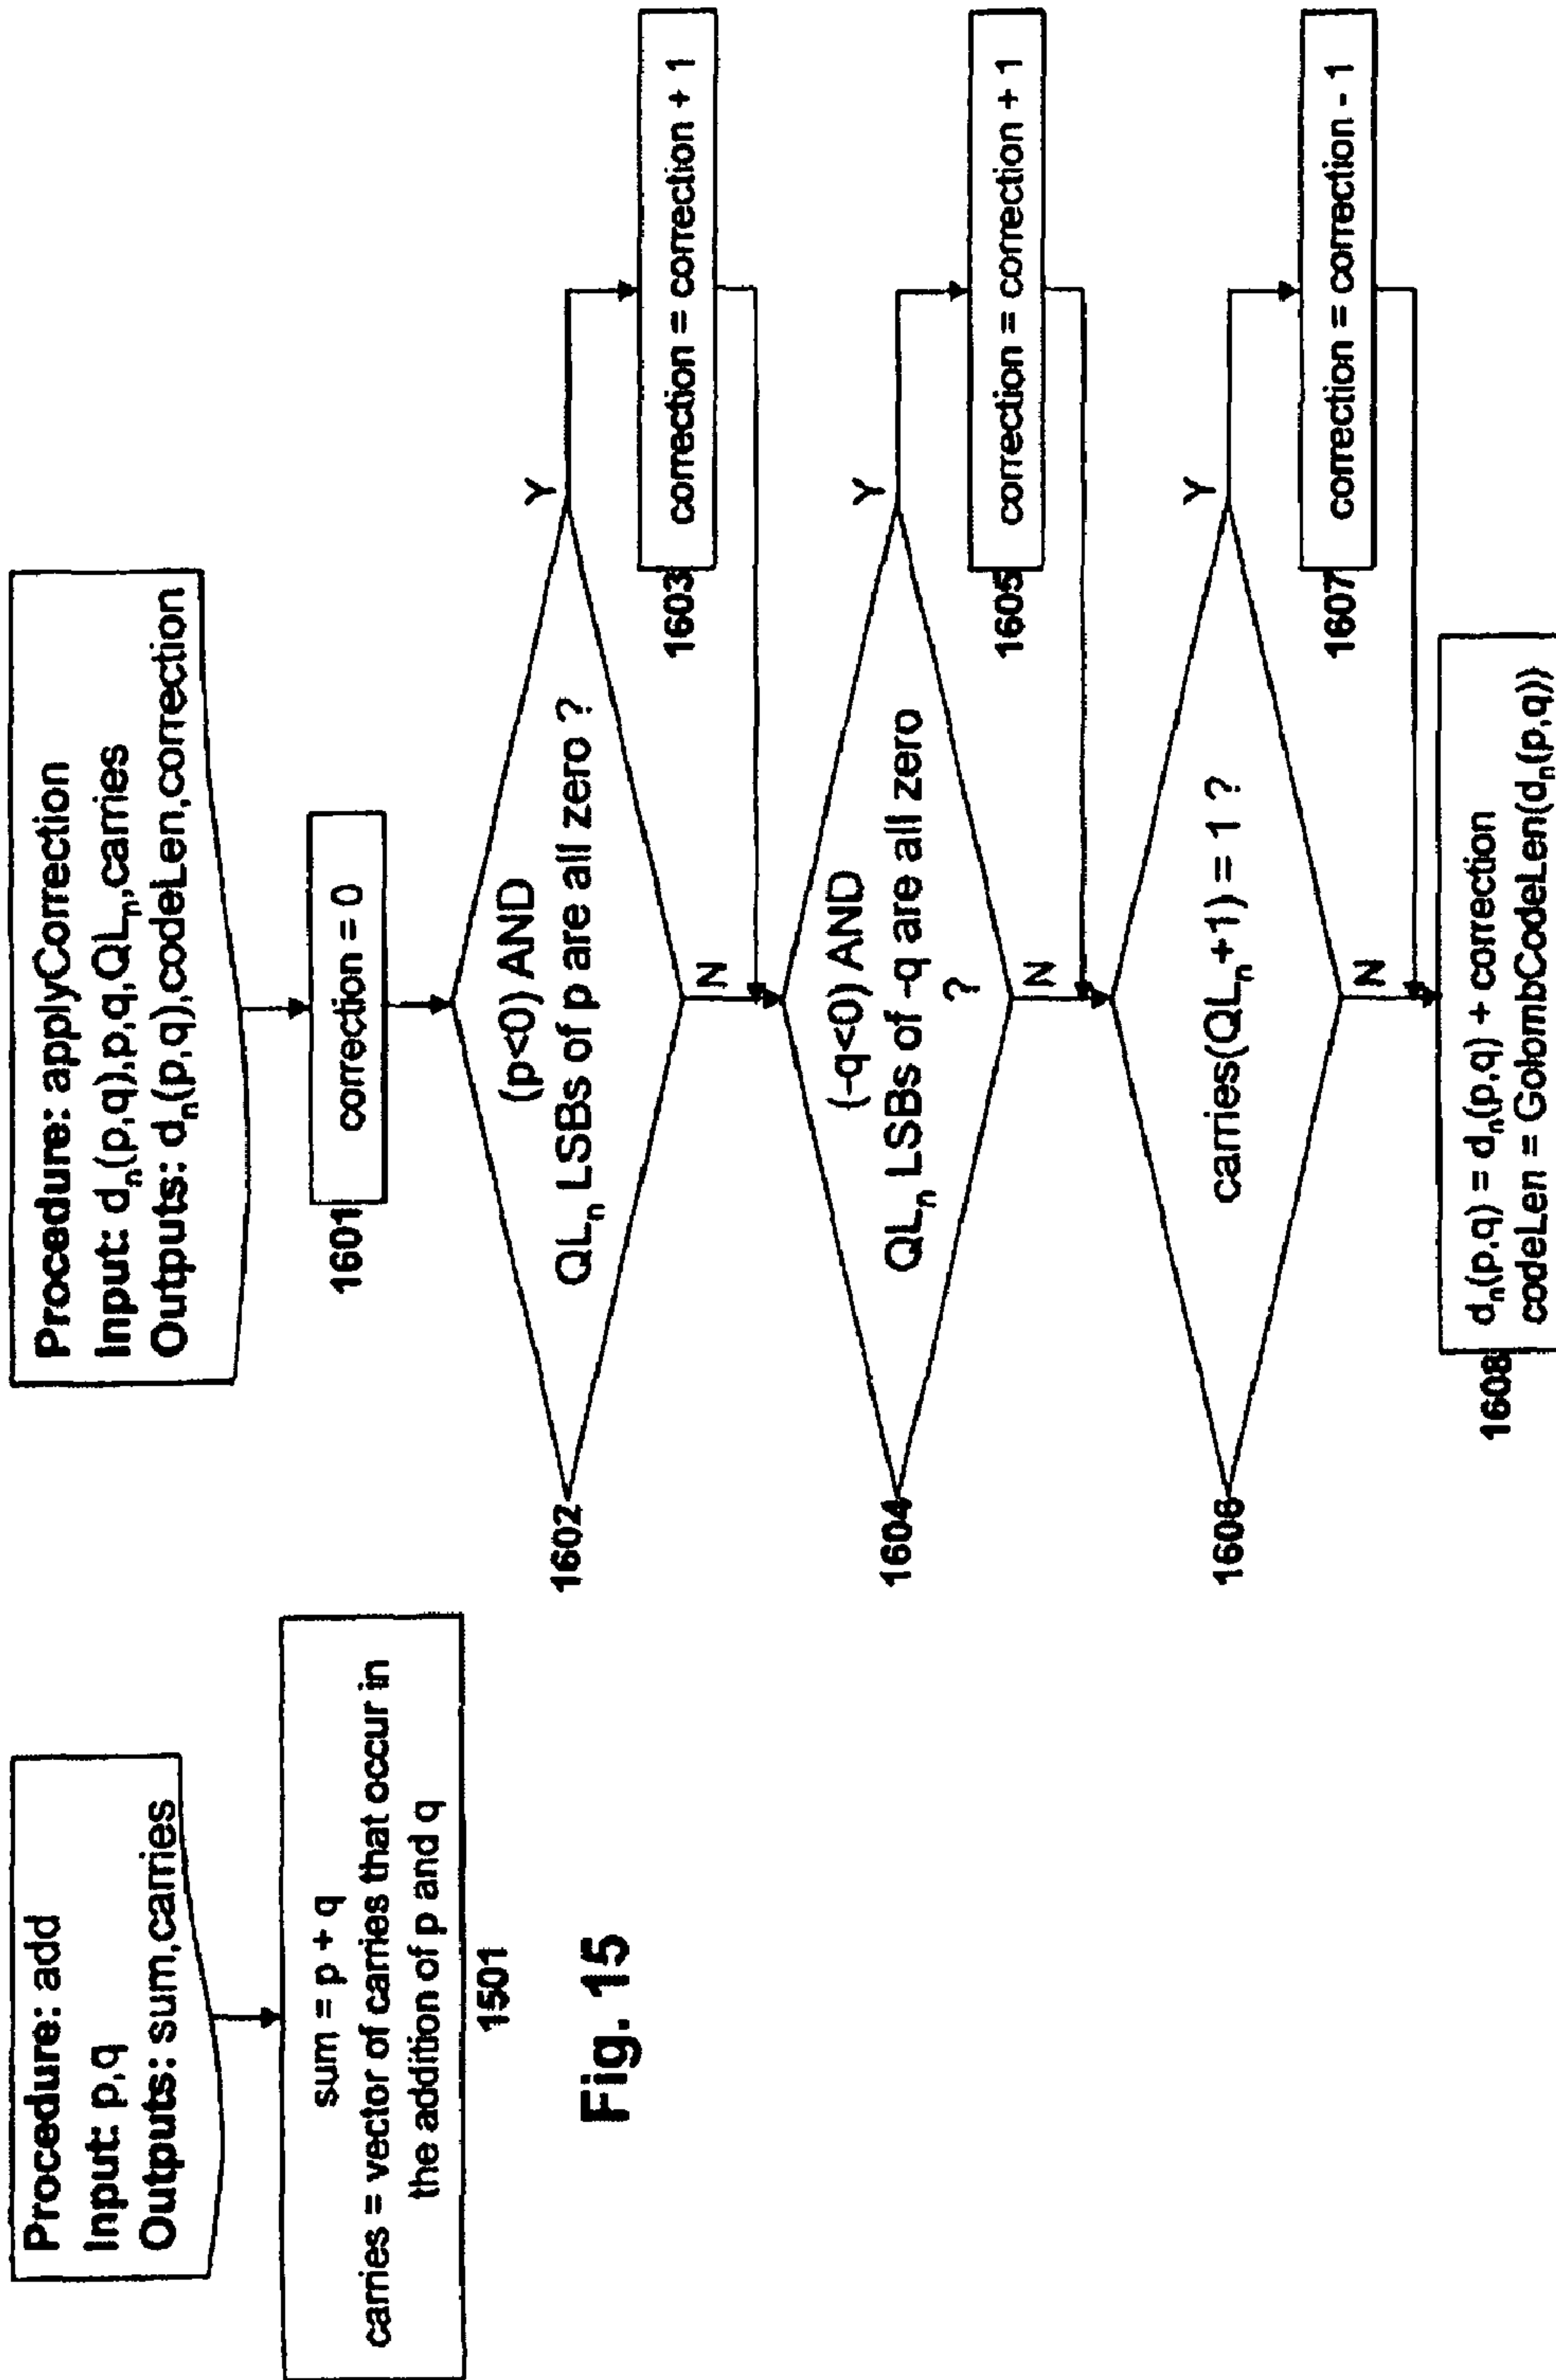 Procedure: add
Input: p,q
Outputs: sum,carries
sum = p + q
carries = vector of carries that occur in
the addition of p and q
1501
Fig. 15
Procedure: applyCorrection
Input: dₙ(p,q),p,q,QLₙ,carries
Outputs: dₙ(p,q),codeLen,correction
1601
correction = 0
1602
(p<0) AND
QLₙ LSBs of p are all zero ?
Y
N
1603
correction = correction + 1
1604
(-q<0) AND
QLₙ LSBs of -q are all zero
?
Y
N
1605
correction = correction + 1
1606
carries(QLₙ+1) = 1 ?
Y
N
1607
correction = correction - 1
1608
dₙ(p,q) = dₙ(p,q) + correction
codeLen = GolombCodeLen(dₙ(p,q))